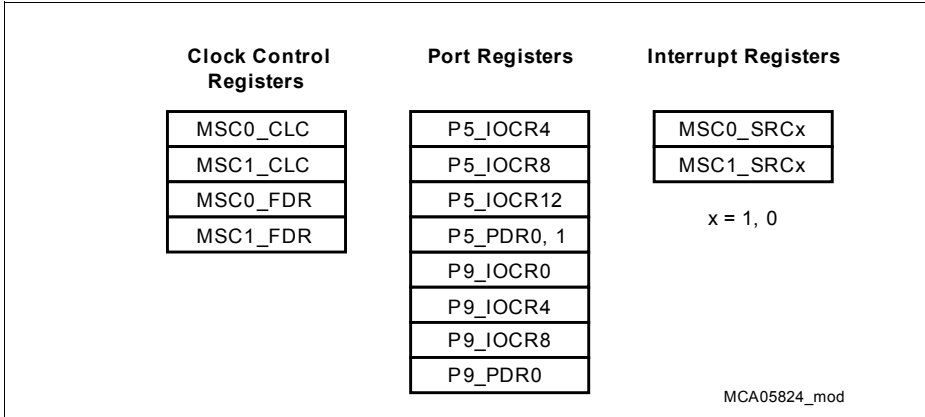 Clock Control
Registers
MSC0_CLC
MSC1_CLC
MSC0_FDR
MSC1_FDR
Port Registers
P5_IOCR4
P5_IOCR8
P5_IOCR12
P5_PDR0, 1
P9_IOCR0
P9_IOCR4
P9_IOCR8
P9_PDR0
Interrupt Registers
MSC0_SRCx
MSC1_SRCx
x = 1, 0
MCA05824_mod